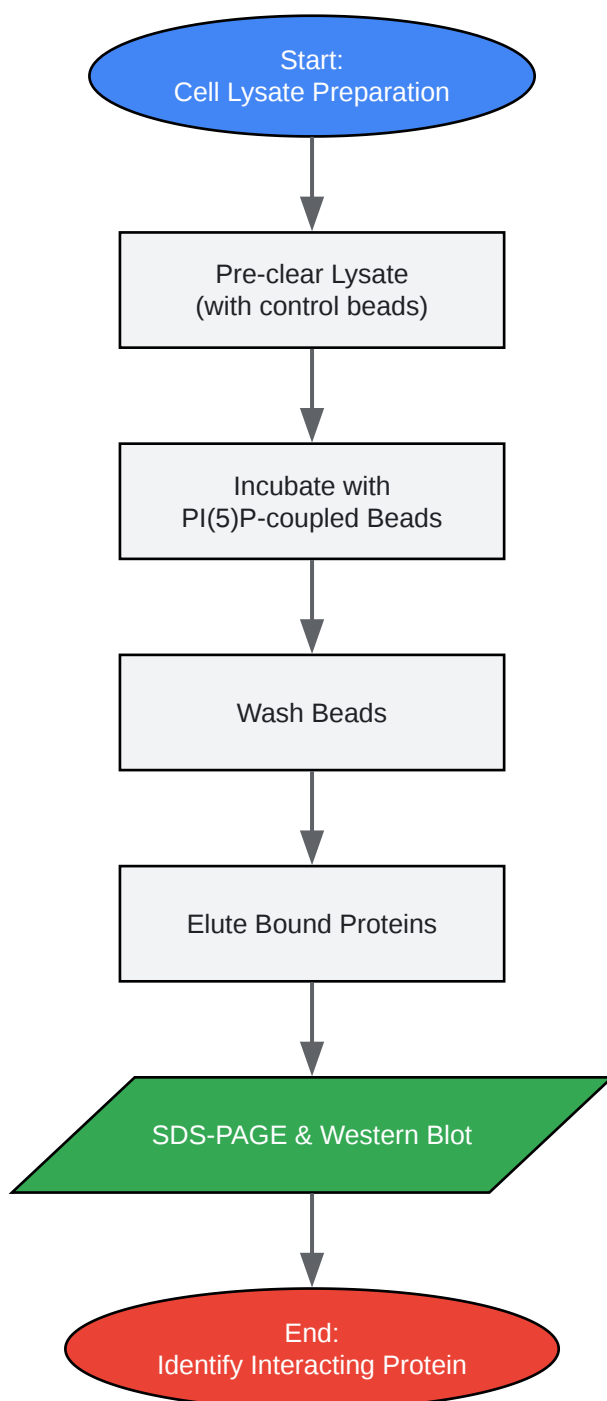 Start:
Cell Lysate Preparation
Pre-clear Lysate
(with control beads)
Incubate with
PI(5)P-coupled Beads
Wash Beads
Elute Bound Proteins
SDS-PAGE & Western Blot
End:
Identify Interacting Protein